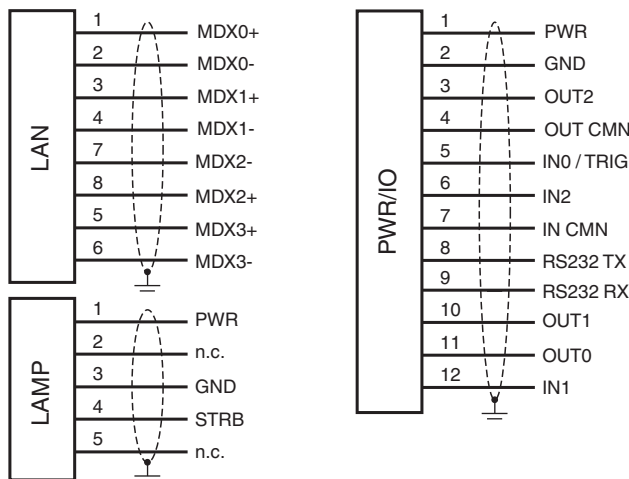 LAN
1 MDX0+
2 MDX0-
3 MDX1+
4 MDX1-
7 MDX2-
8 MDX2+
5 MDX3+
6 MDX3-
LAMP
1 PWR
2 n.c.
3 GND
4 STRB
5 n.c.
PWR/IO
1 PWR
2 GND
3 OUT2
4 OUT CMN
5 IN0 / TRIG
6 IN2
7 IN CMN
8 RS232 TX
9 RS232 RX
10 OUT1
11 OUT0
12 IN1